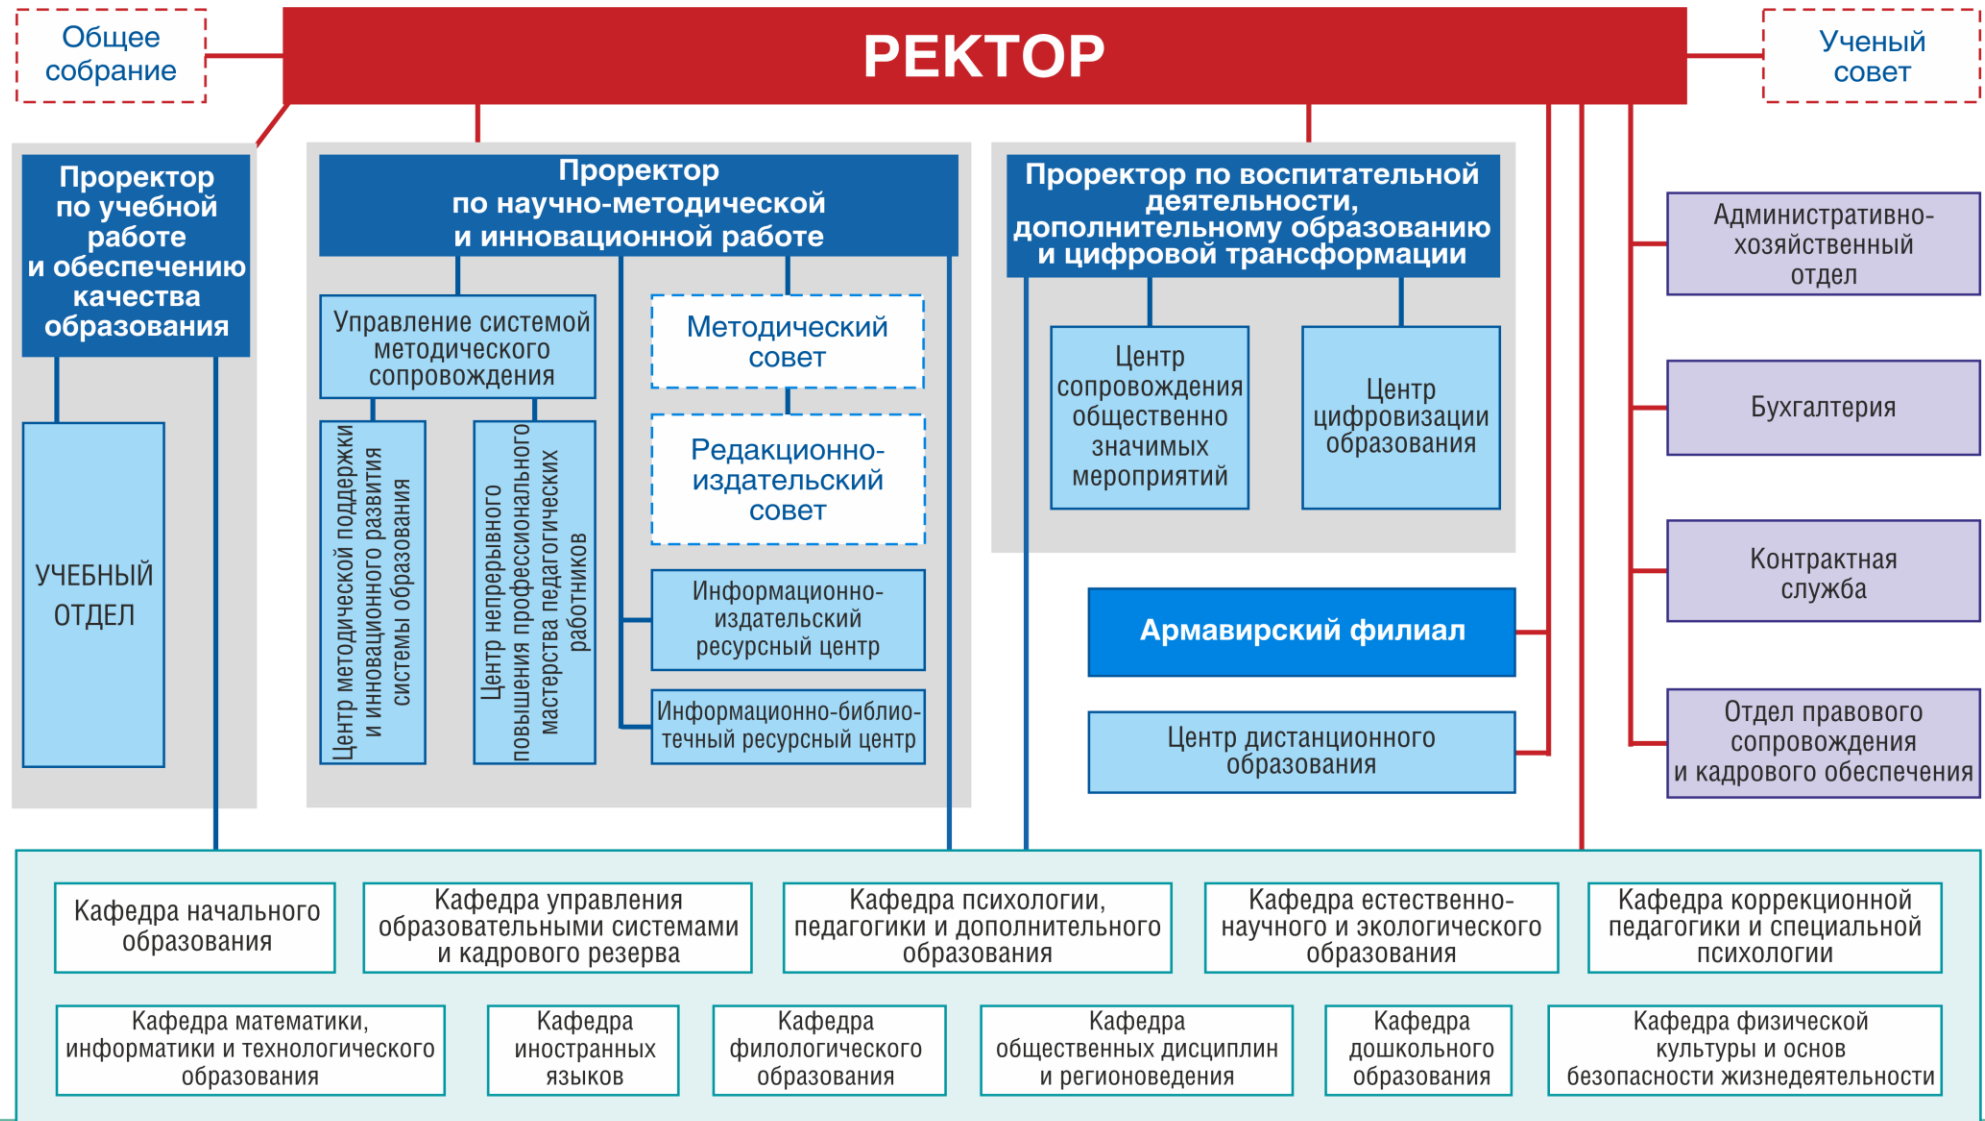 Общее
собрание
РЕКТОР
Ученый
совет
Проректор
по учебной
работе
и обеспечению
качества
образования
УЧЕБНЫЙ
ОТДЕЛ
Проректор
по научно-методической
и инновационной работе
Управление системой
методического
сопровождения
Центр методической поддержки
и инновационного развития
системы образования
Центр непрерывного
повышения профессионального
мастерства педагогических
работников
Методический
совет
Редакционно-
издательский
совет
Информационно-
издательский
ресурсный центр
Информационно-библио-
течный ресурсный центр
Проректор по воспитательной
деятельности,
дополнительному образованию
и цифровой трансформации
Центр
сопровождения
общественно
значимых
мероприятий
Центр
цифровизации
образования
Армавирский филиал
Центр дистанционного
образования
Административно-
хозяйственный
отдел
Бухгалтерия
Контрактная
служба
Отдел правового
сопровождения
и кадрового обеспечения
Кафедра начального
образования
Кафедра управления
образовательными системами
и кадрового резерва
Кафедра психологии,
педагогики и дополнительного
образования
Кафедра естественно-
научного и экологического
образования
Кафедра коррекционной
педагогики и специальной
психологии
Кафедра математики,
информатики и технологического
образования
Кафедра
иностранных
языков
Кафедра
филологического
образования
Кафедра
общественных дисциплин
и регионоведения
Кафедра
дошкольного
образования
Кафедра физической
культуры и основ
безопасности жизнедеятельности